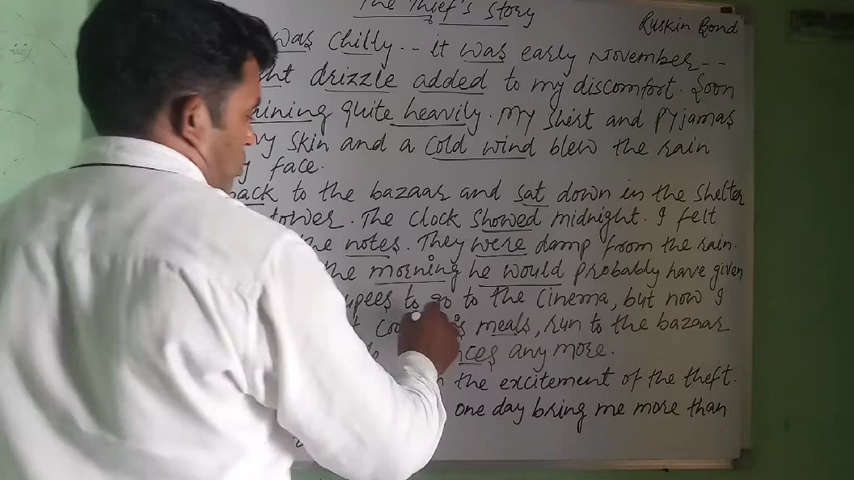 The Thief's Story
Ruskin Bond
was chilly-- it was early November--
drizzle added to my discomfort. Soon
raining quite heavily. My shirt and pyjamas
skin and a cold wind blew the rain
face.
back to the bazaar and sat down in the shelter
tower. The clock showed midnight. I felt
the notes. They were damp from the rain.
the morning he would probably have given
rupees to go to the cinema, but now I
meals, run to the bazaar
any more.
the excitement of the theft.
one day bring me more than